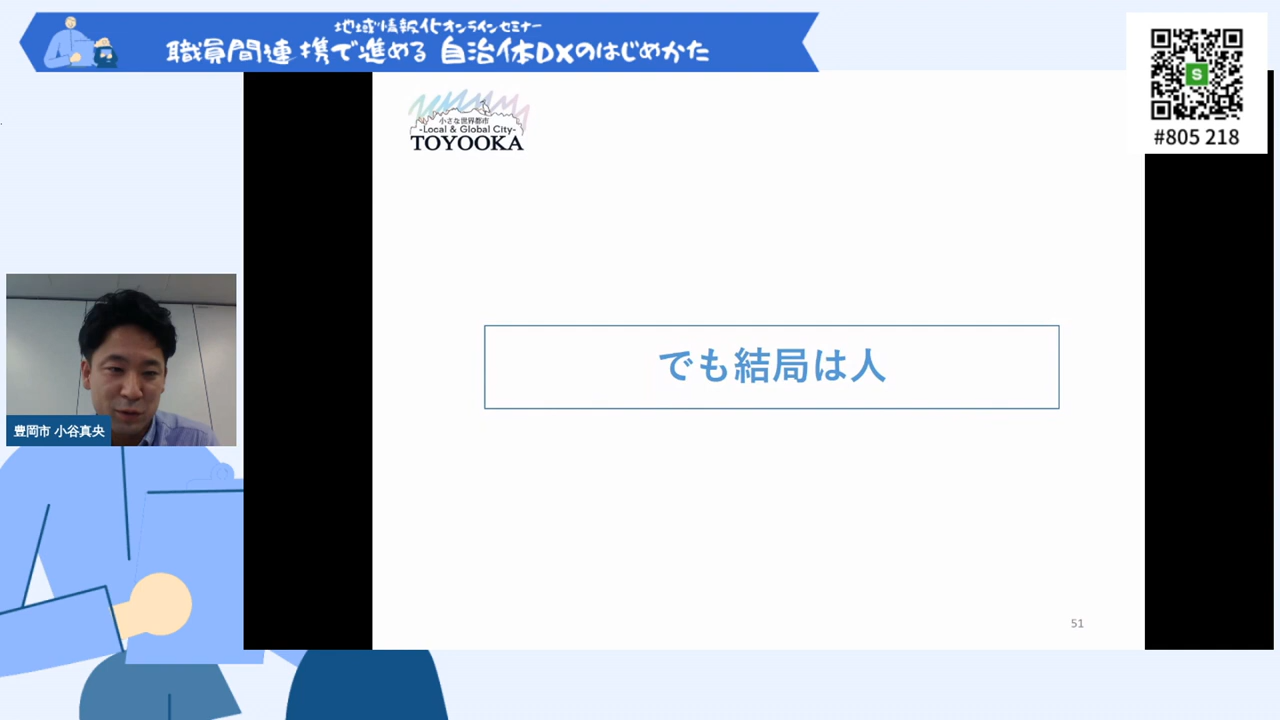 地域情報化オンラインセミナー
職員間連携で進める 自治体DXのはじめかた
S
#805 218
小さな世界都市
-Local & Global City-
TOYOOKA
でも結局は人
豊岡市 小谷真央
51